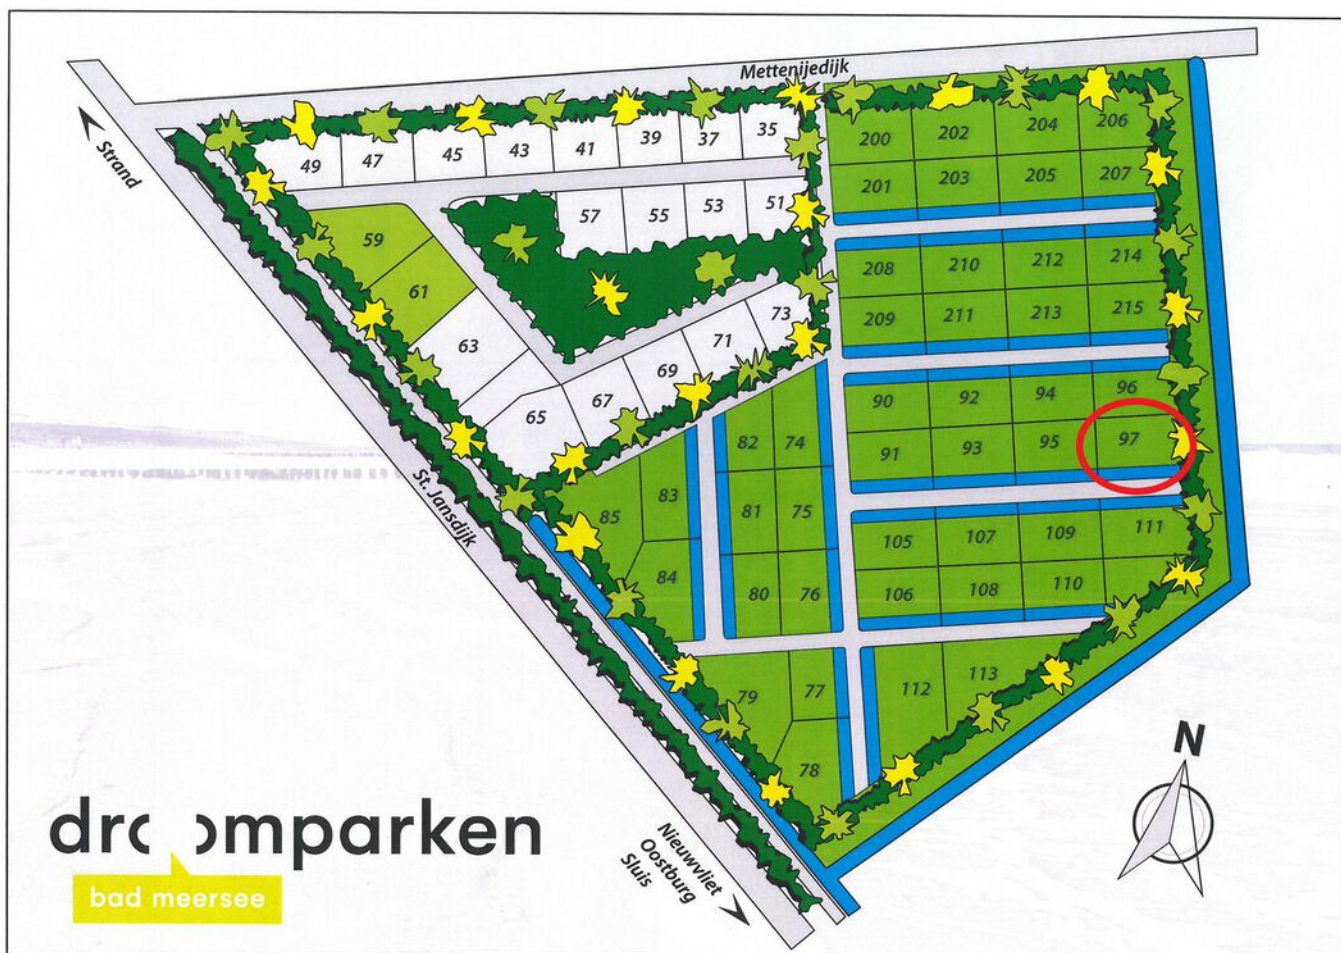 Mettenijedijk
Strand
49 47 45 43 41 39 37 35
57 55 53 51
59
61
63
65 67 69 71 73
200 202 204 206
201 203 205 207
208 210 212 214
209 211 213 215
90 92 94 96
91 93 95 97
82 74
81 75
80 76
85 83
84
105 107 109 111
106 108 110
79 77
78
112 113
St. Jansdijk
N
droomparken
bad meersee
Nieuwvliet
Oostburg
Sluis